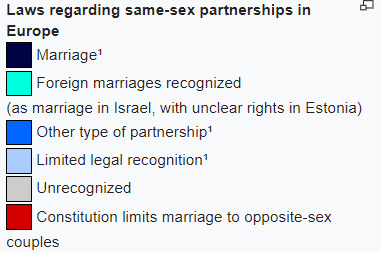 Laws regarding same-sex partnerships in
Europe
Marriage¹
Foreign marriages recognized
(as marriage in Israel, with unclear rights in Estonia)
Other type of partnership¹
Limited legal recognition¹
Unrecognized
Constitution limits marriage to opposite-sex
couples